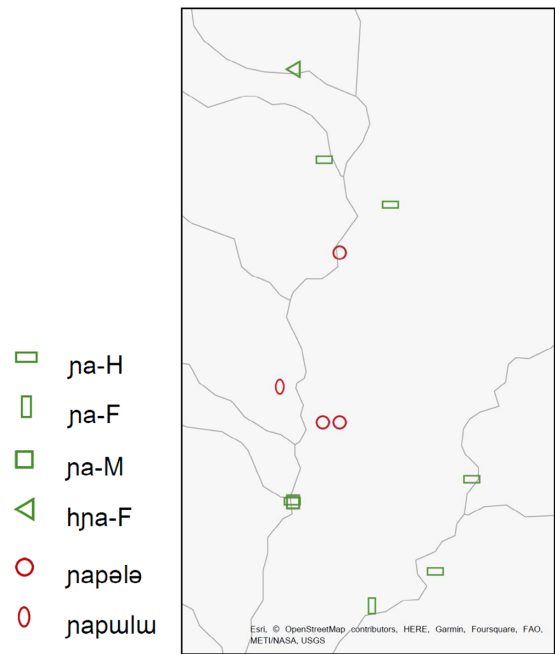 ɲa-H
ɲa-F
ɲa-M
hɲa-F
ɲapələ
ɲapɯlɯ
Esri, © OpenStreetMap contributors, HERE, Garmin, Foursquare, FAO,
METI/NASA, USGS